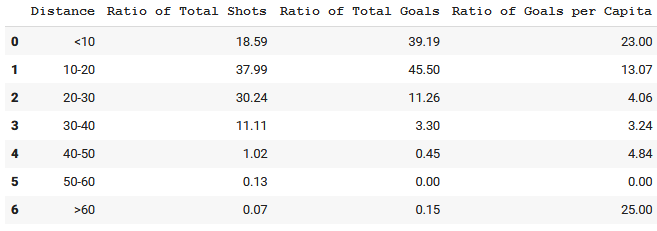 Distance Ratio of Total Shots Ratio of Total Goals Ratio of Goals per Capita
0 <10 18.59 39.19 23.00
1 10-20 37.99 45.50 13.07
2 20-30 30.24 11.26 4.06
3 30-40 11.11 3.30 3.24
4 40-50 1.02 0.45 4.84
5 50-60 0.13 0.00 0.00
6 >60 0.07 0.15 25.00